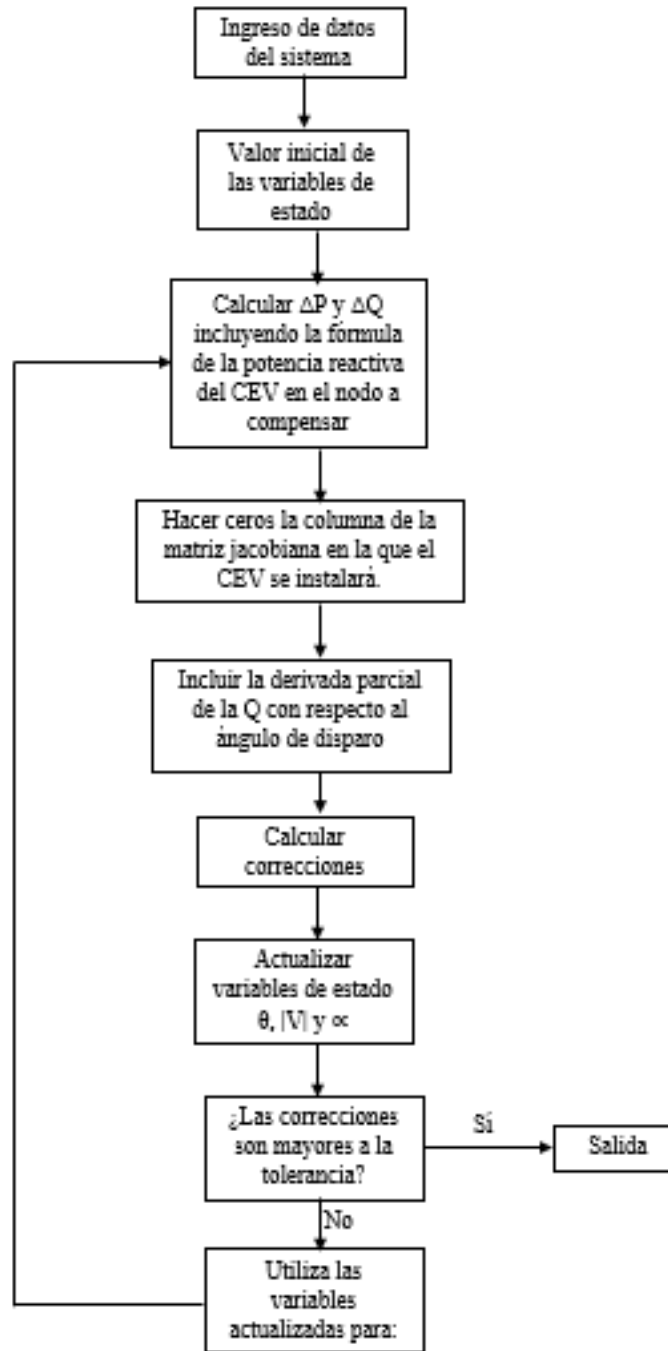 Ingreso de datos
del sistema
Valor inicial de
las variables de
estado
Calcular ΔP y ΔQ
incluyendo la fórmula
de la potencia reactiva
del CEV en el nodo a
compensar
Hacer ceros la columna de la
matriz jacobiana en la que el
CEV se instalará.
Incluir la derivada parcial
de la Q con respecto al
ángulo de disparo
Calcular
correcciones
Actualizar
variables de estado
θ, |V| y ∝
¿Las correcciones
son mayores a la
tolerancia?
Sí
Salida
No
Utiliza las
variables
actualizadas para: